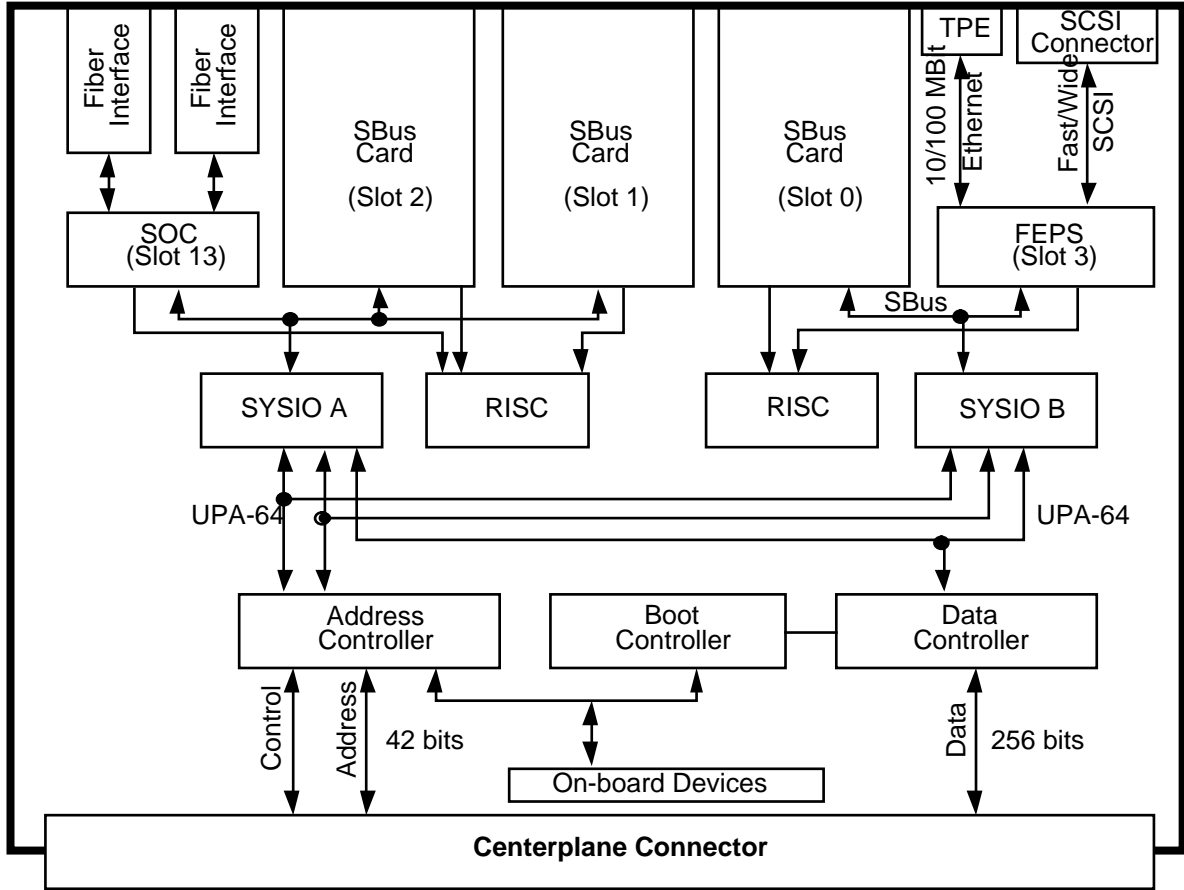 Fiber
Interface
Fiber
Interface
SBus
Card
(Slot 2)
SBus
Card
(Slot 1)
SBus
Card
(Slot 0)
TPE
SCSI
Connector
10/100 MBit
Ethernet
Fast/Wide
SCSI
SOC
(Slot 13)
FEPS
(Slot 3)
SBus
SYSIO A
RISC
RISC
SYSIO B
UPA-64
UPA-64
Address
Controller
Boot
Controller
Data
Controller
Control
Address
42 bits
Data
256 bits
On-board Devices
Centerplane Connector